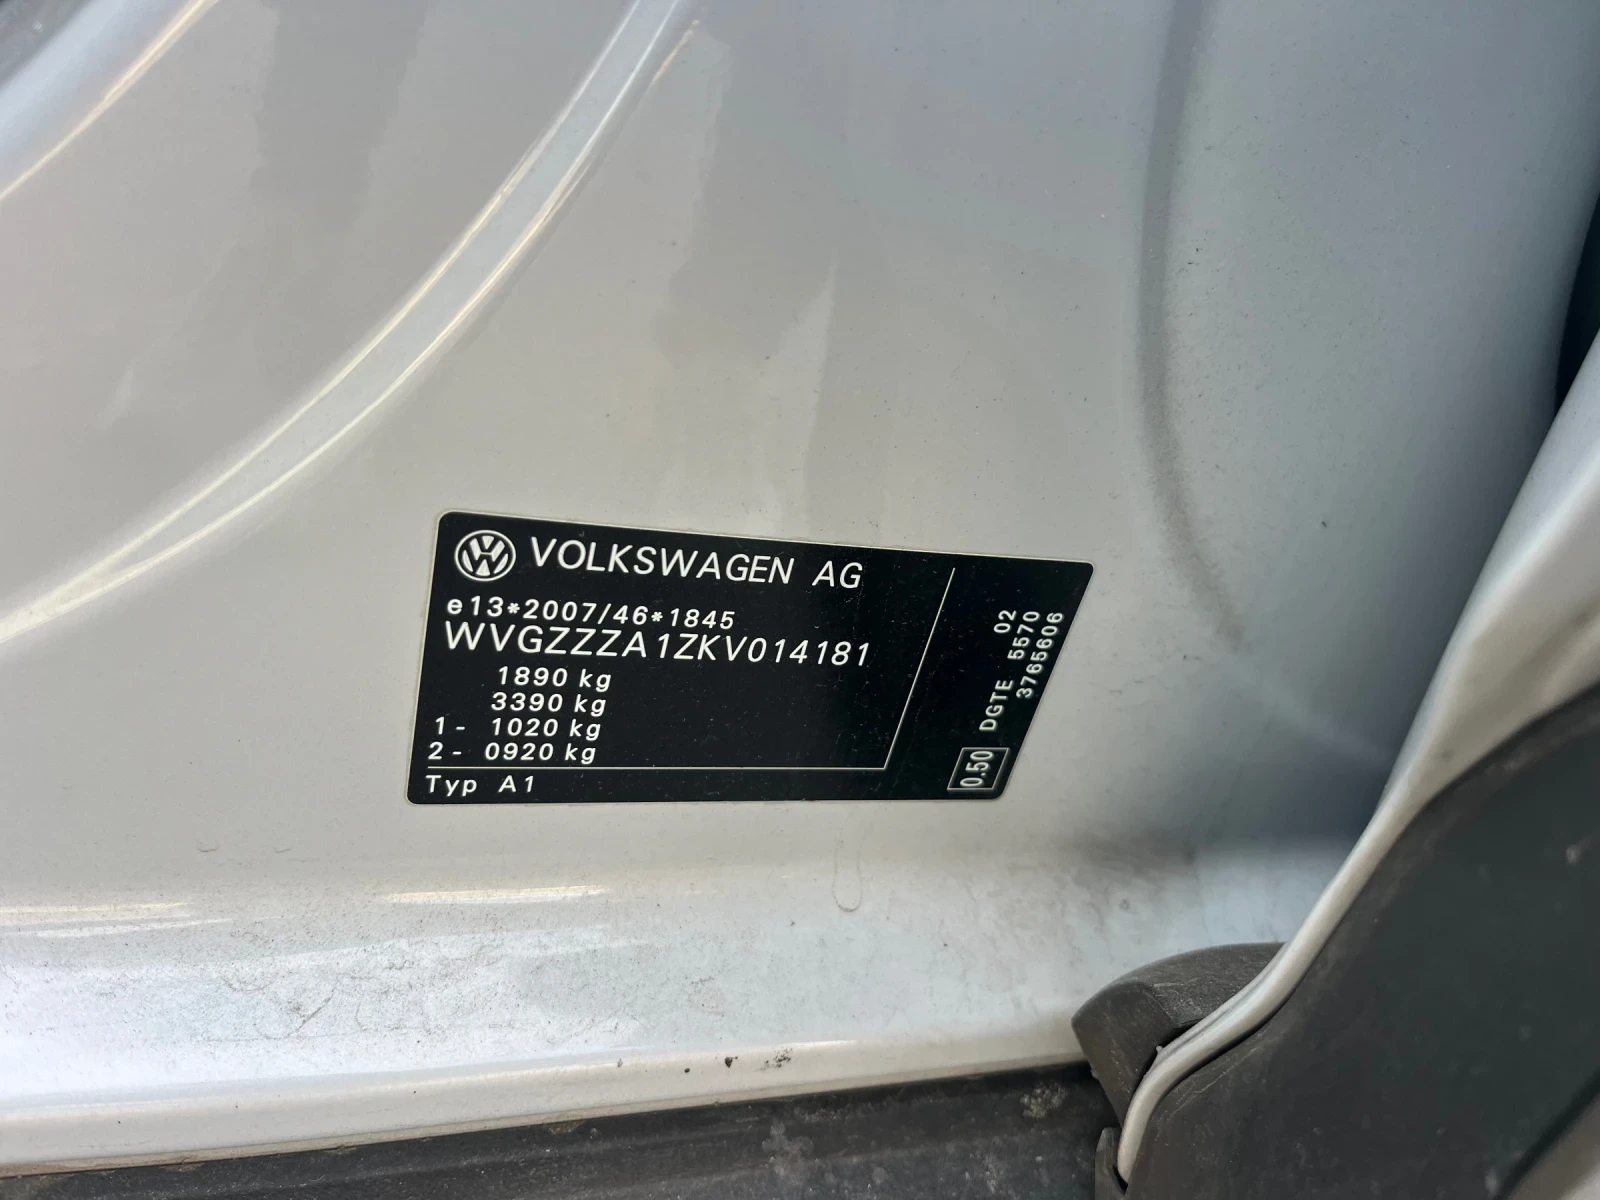 VOLKSWAGEN AG
e13*2007/46*1845
WVGZZZA1ZKV014181
1890 kg
3390 kg
1- 1020 kg
2- 0920 kg
Typ A1
02
DGTE 5570
3765606
0.50